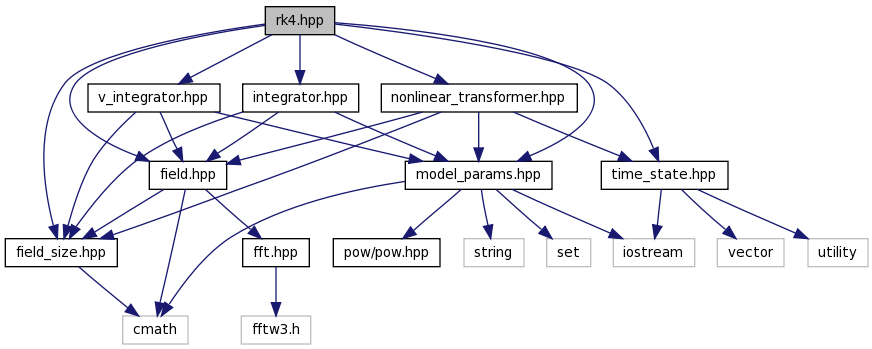 rk4.hpp
v_integrator.hpp
integrator.hpp
nonlinear_transformer.hpp
field.hpp
model_params.hpp
time_state.hpp
field_size.hpp
fft.hpp
pow/pow.hpp
string
set
iostream
vector
utility
cmath
fftw3.h